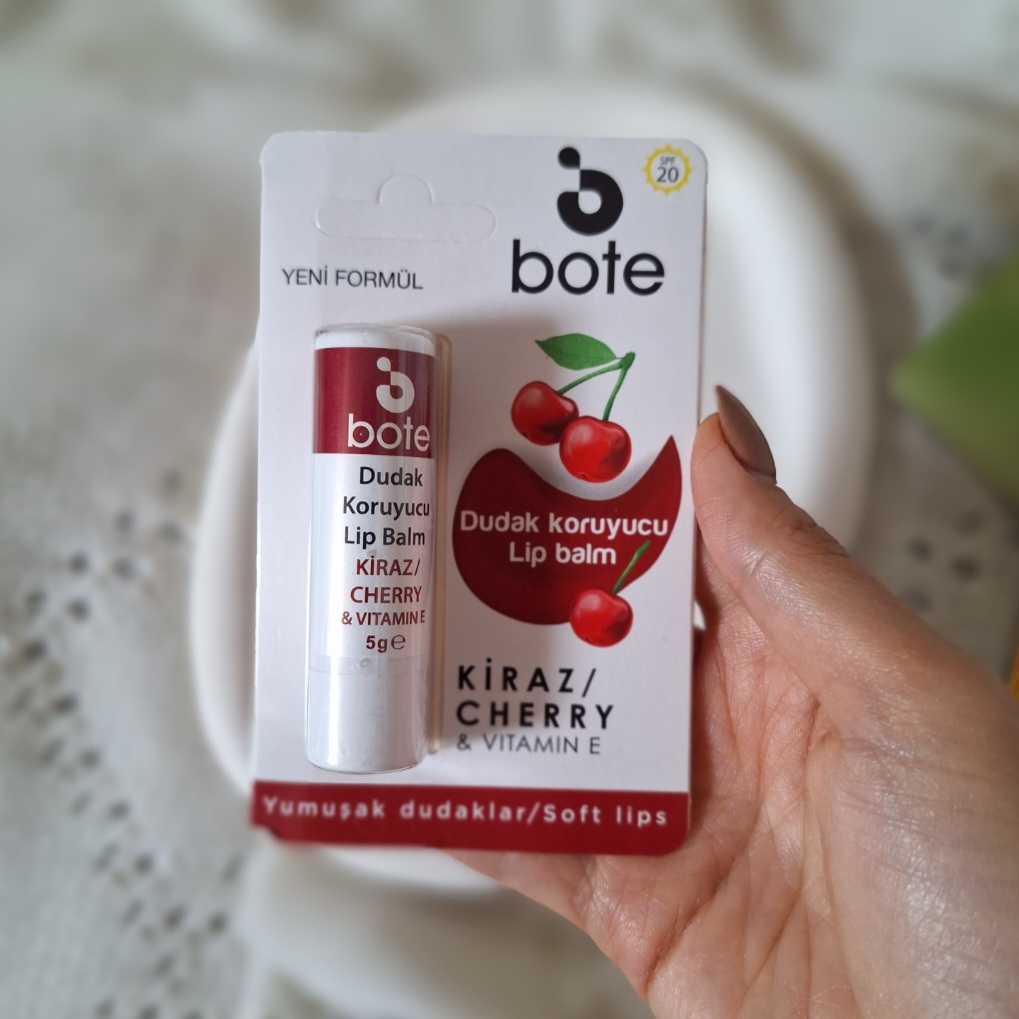 SPF
20
bote
YENİ FORMÜL
bote
Dudak
Koruyucu
Lip Balm
KİRAZ/
CHERRY
& VITAMIN E
5g℮
Dudak koruyucu
Lip balm
KİRAZ/
CHERRY
& VITAMIN E
Yumuşak dudaklar/Soft lips